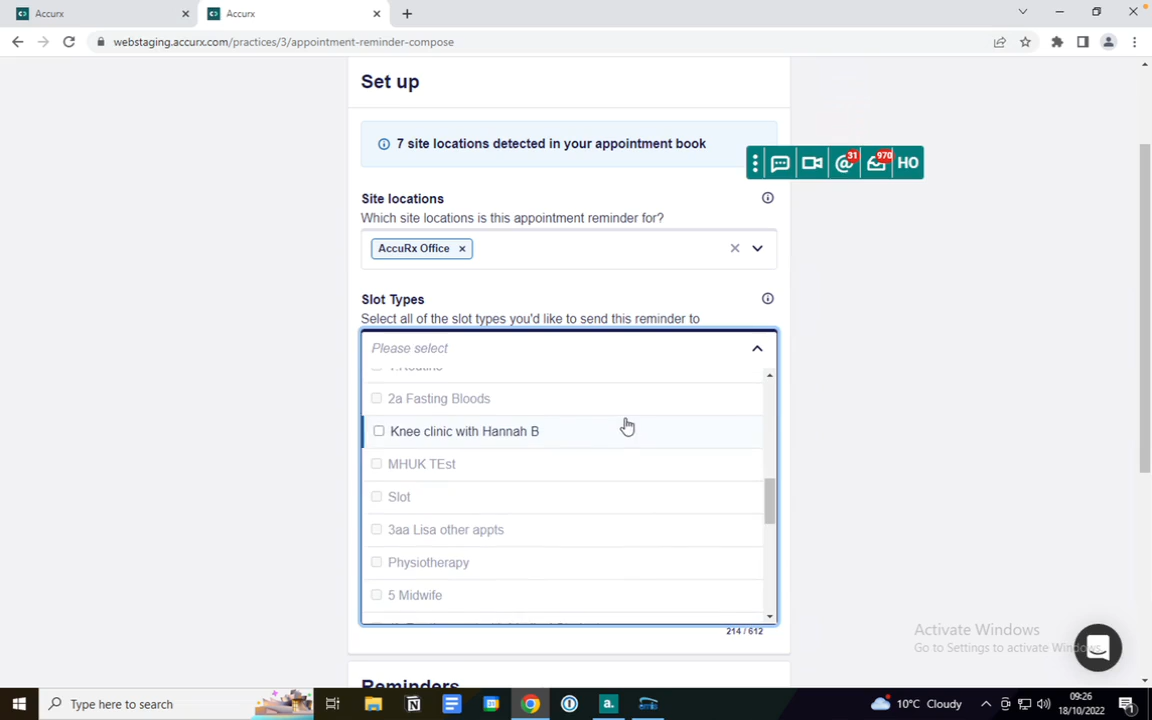 Accurx
Accurx
webstaging.accurx.com/practices/3/appointment-reminder-compose
Set up
7 site locations detected in your appointment book
31
970
HO
Site locations
Which site locations is this appointment reminder for?
AccuRx Office
Slot Types
Select all of the slot types you'd like to send this reminder to
Please select
1.Routine
2a Fasting Bloods
Knee clinic with Hannah B
MHUK TEst
Slot
3aa Lisa other appts
Physiotherapy
5 Midwife
214 / 612
Reminders
Activate Windows
Go to Settings to activate Windows.
Type here to search
a.
10°C Cloudy
09:26
18/10/2022
1